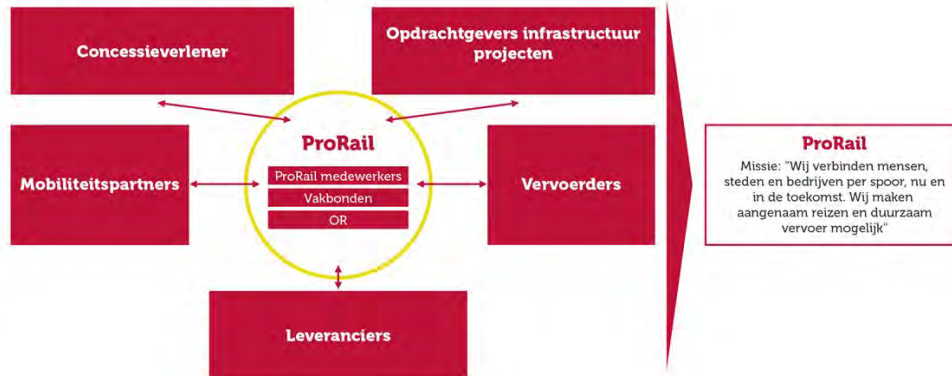 Concessieverlener
Opdrachtgevers infrastructuur
projecten
Mobiliteitspartners
ProRail
ProRail medewerkers
Vakbonden
OR
Vervoerders
Leveranciers
ProRail
Missie: "Wij verbinden mensen,
steden en bedrijven per spoor, nu en
in de toekomst. Wij maken
aangenaam reizen en duurzaam
vervoer mogelijk"